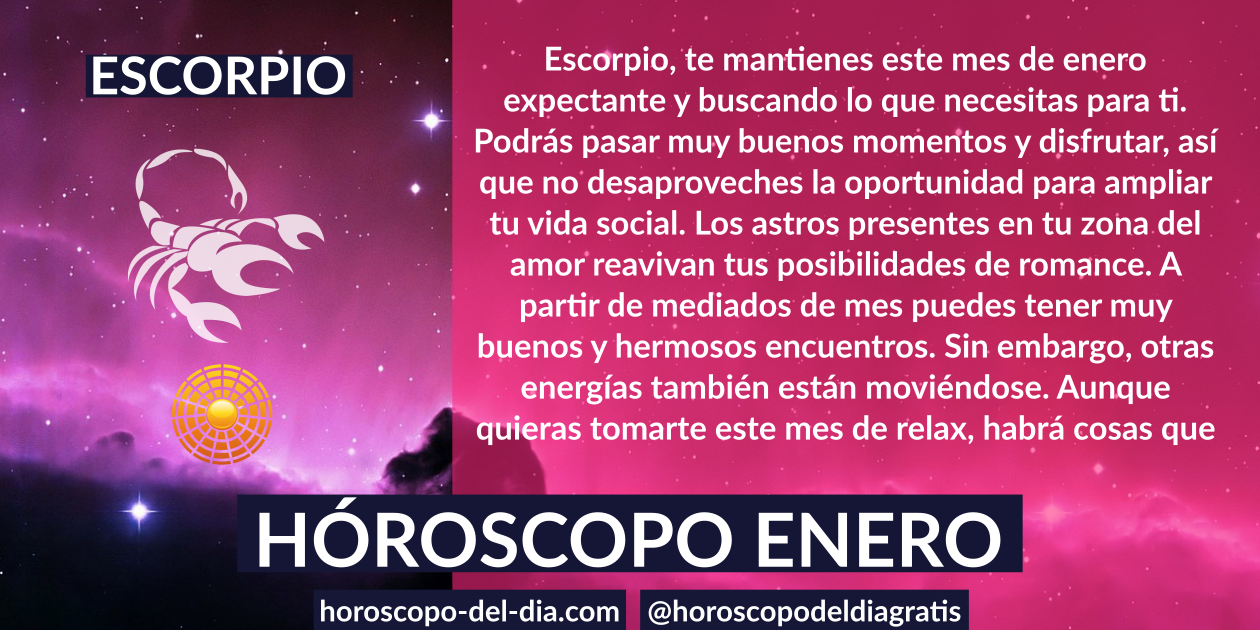 ESCORPIO
Escorpio, te mantienes este mes de enero
expectante y buscando lo que necesitas para ti.
Podrás pasar muy buenos momentos y disfrutar, así
que no desaproveches la oportunidad para ampliar
tu vida social. Los astros presentes en tu zona del
amor reavivan tus posibilidades de romance. A
partir de mediados de mes puedes tener muy
buenos y hermosos encuentros. Sin embargo, otras
energías también están moviéndose. Aunque
quieras tomarte este mes de relax, habrá cosas que
HÓROSCOPO ENERO
horoscopo-del-dia.com
@horoscopodeldiagratis